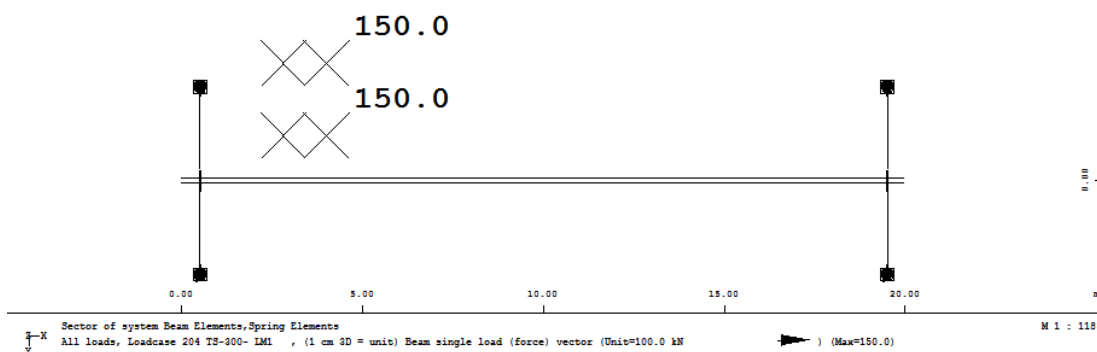 150.0
150.0
0.00
0.00 5.00 10.00 15.00 20.00 m
Sector of system Beam Elements,Spring Elements M 1 : 118
X Y Z All loads, Loadcase 204 TS-300- LM1 , (1 cm 3D = unit) Beam single load (force) vector (Unit=100.0 kN ) (Max=150.0)